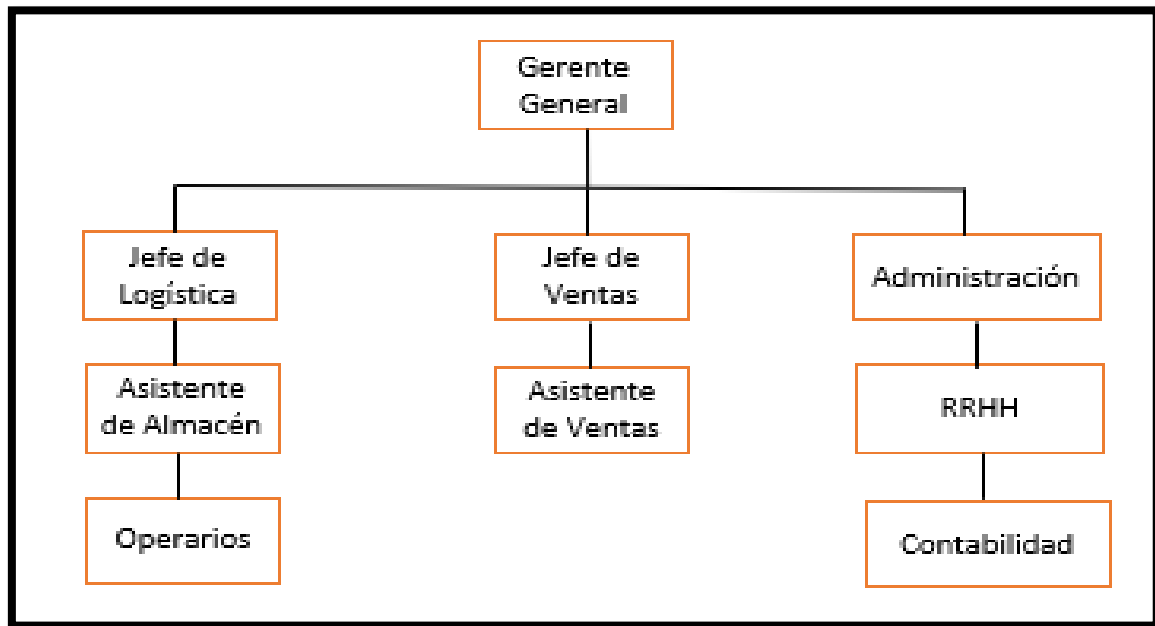 Gerente
General
Jefe de
Logística
Jefe de
Ventas
Administración
Asistente
de Almacén
Asistente
de Ventas
RRHH
Operarios
Contabilidad